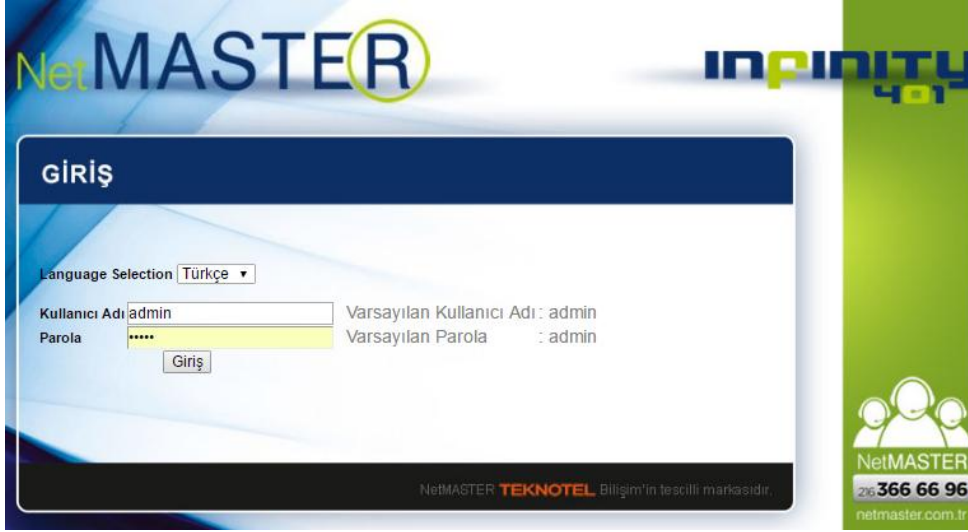 NetMASTER
INFINITY
401
GİRİŞ
Language Selection Türkçe
Kullanıcı Adı admin Varsayılan Kullanıcı Adı : admin
Parola ••••• Varsayılan Parola : admin
Giriş
NetMASTER TEKNOTEL Bilişim'in tescilli markasıdır.
NetMASTER
216 366 66 96
netmaster.com.tr